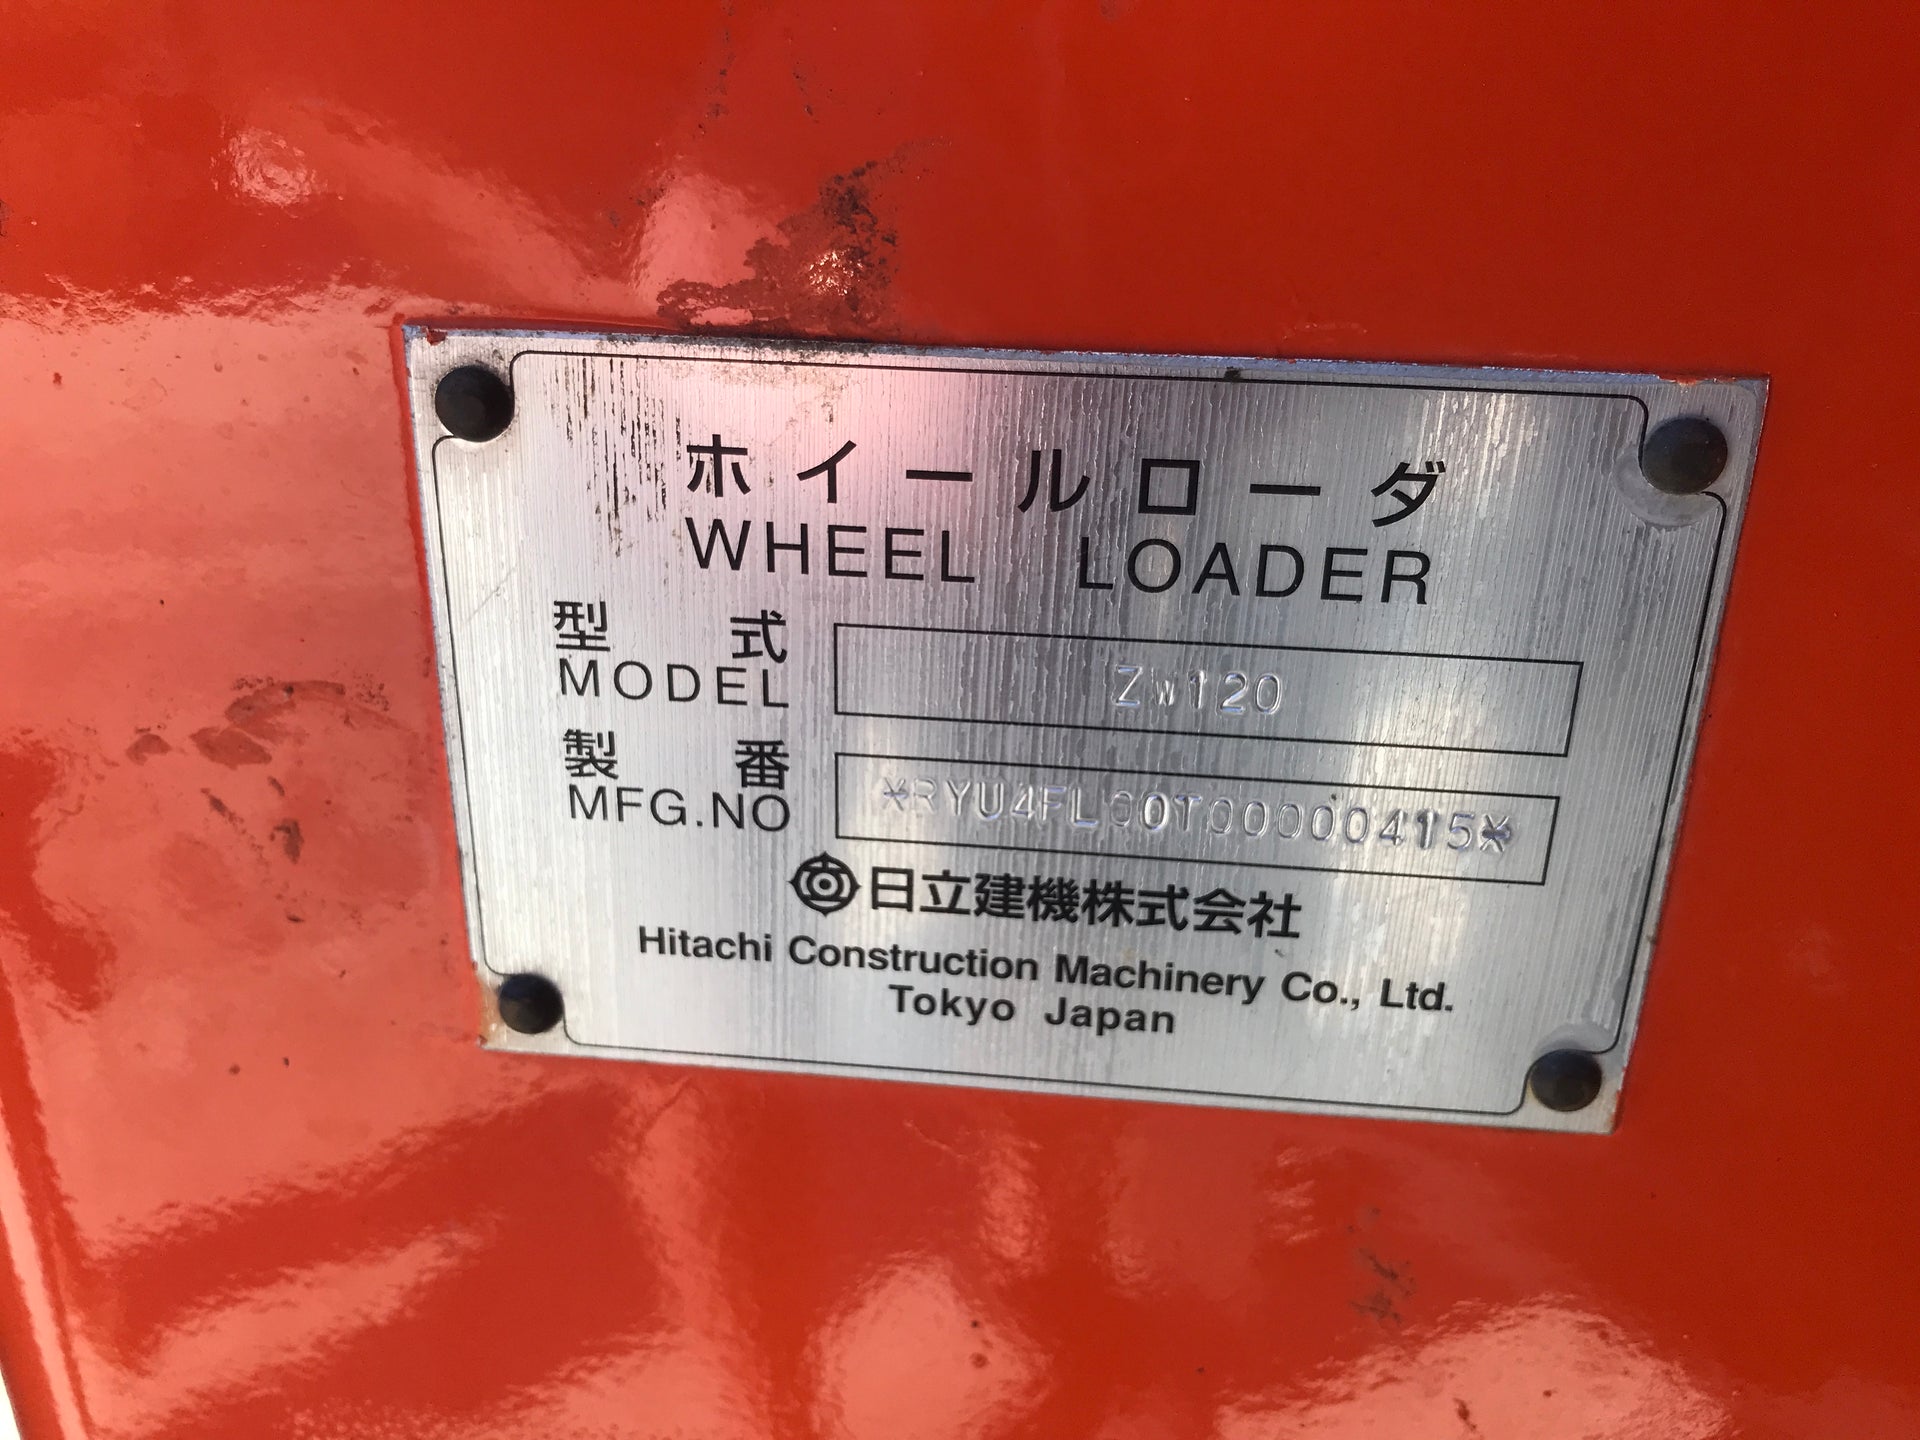 ホイールローダ
WHEEL LOADER
型式
MODEL ZW120
製番
MFG.NO *RYU4FL00T00000415*
日立建機株式会社
Hitachi Construction Machinery Co., Ltd.
Tokyo Japan